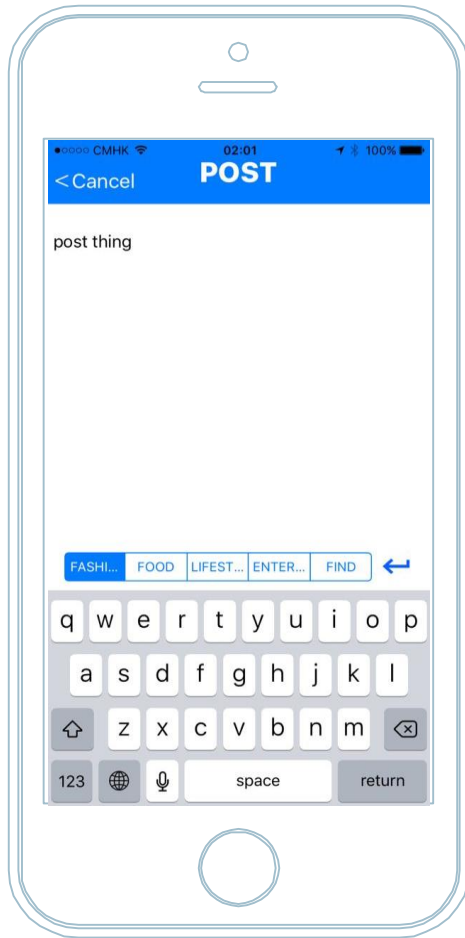 CMHK 02:01 100%
<Cancel POST
post thing
FASHI... FOOD LIFEST... ENTER... FIND
q w e r t y u i o p
a s d f g h j k l
z x c v b n m
123 space return